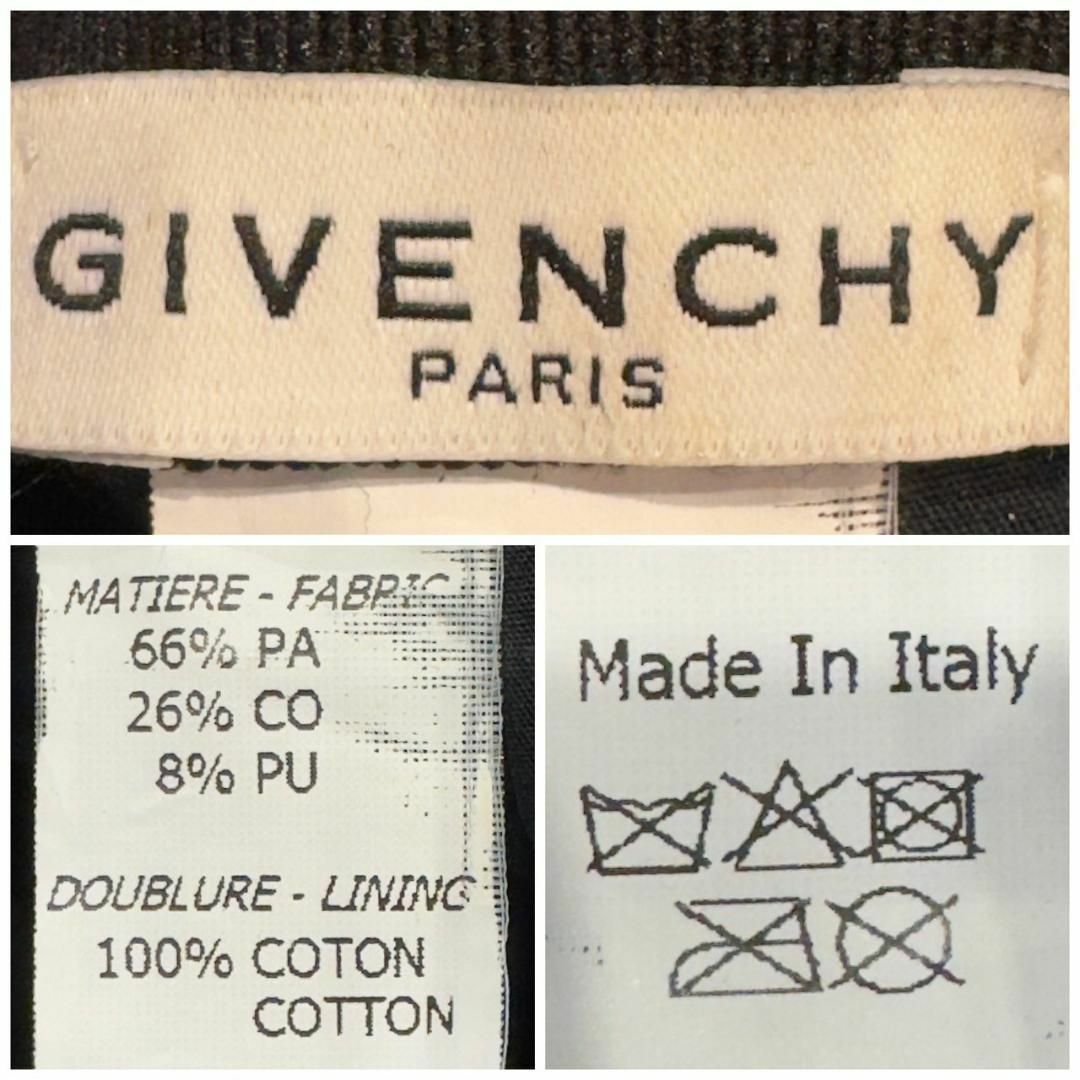 GIVENCHY
PARIS
MATIERE - FABRIC
66% PA
26% CO
8% PU
DOUBLURE - LINING
100% COTON
COTTON
Made In Italy